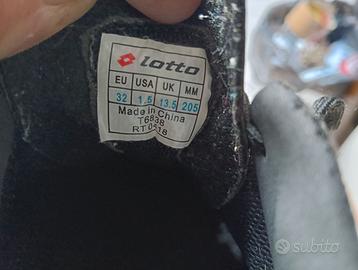 lotto
EU USA UK MM
32 1.5 13.5 205
Made in China
T6838
RT0518
subito